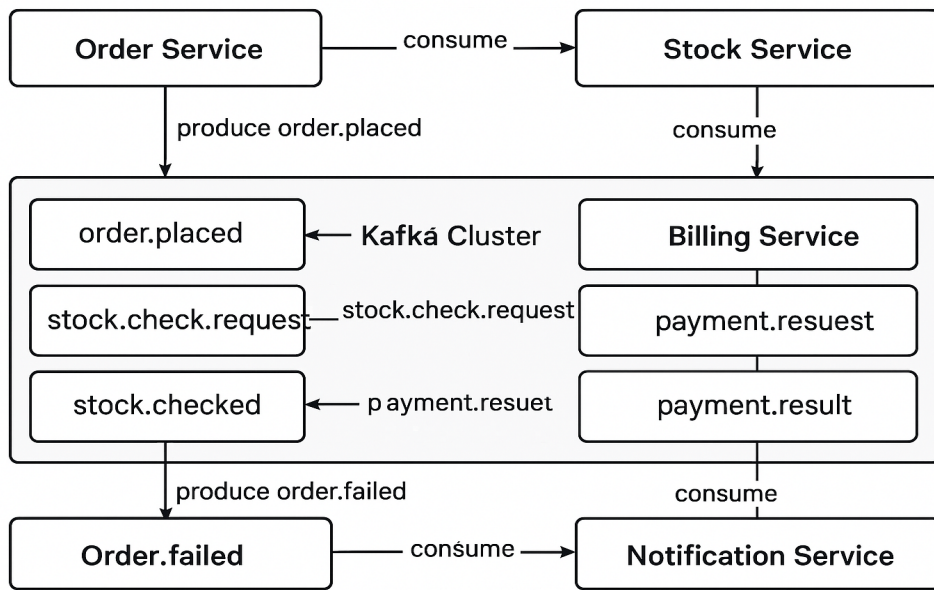 Order Service
consume
Stock Service
produce order.placed
consume
order.placed
Kafká Cluster
Billing Service
stock.check.request
stock.check.request
payment.resuest
stock.checked
p ayment.resuet
payment.result
produce order.failed
consume
Order.failed
consume
Notification Service